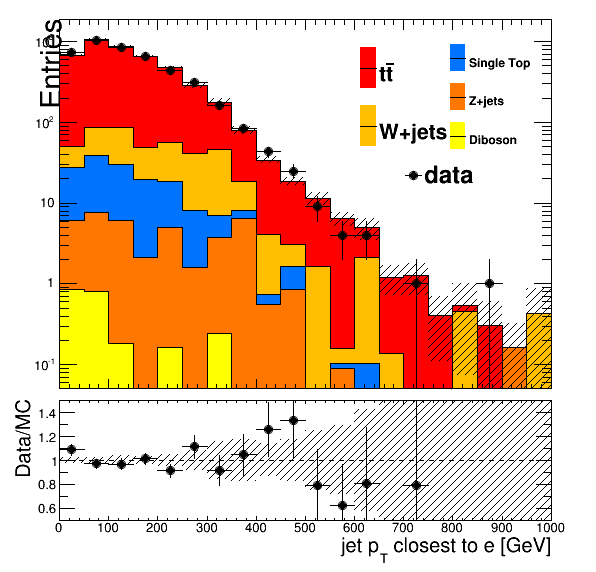 Entries
10³
10²
10
1
10⁻¹
tt̄
W+jets
Single Top
Z+jets
Diboson
data
Data/MC
1.4
1.2
1
0.8
0.6
0 100 200 300 400 500 600 700 800 900 1000
jet p_T closest to e [GeV]